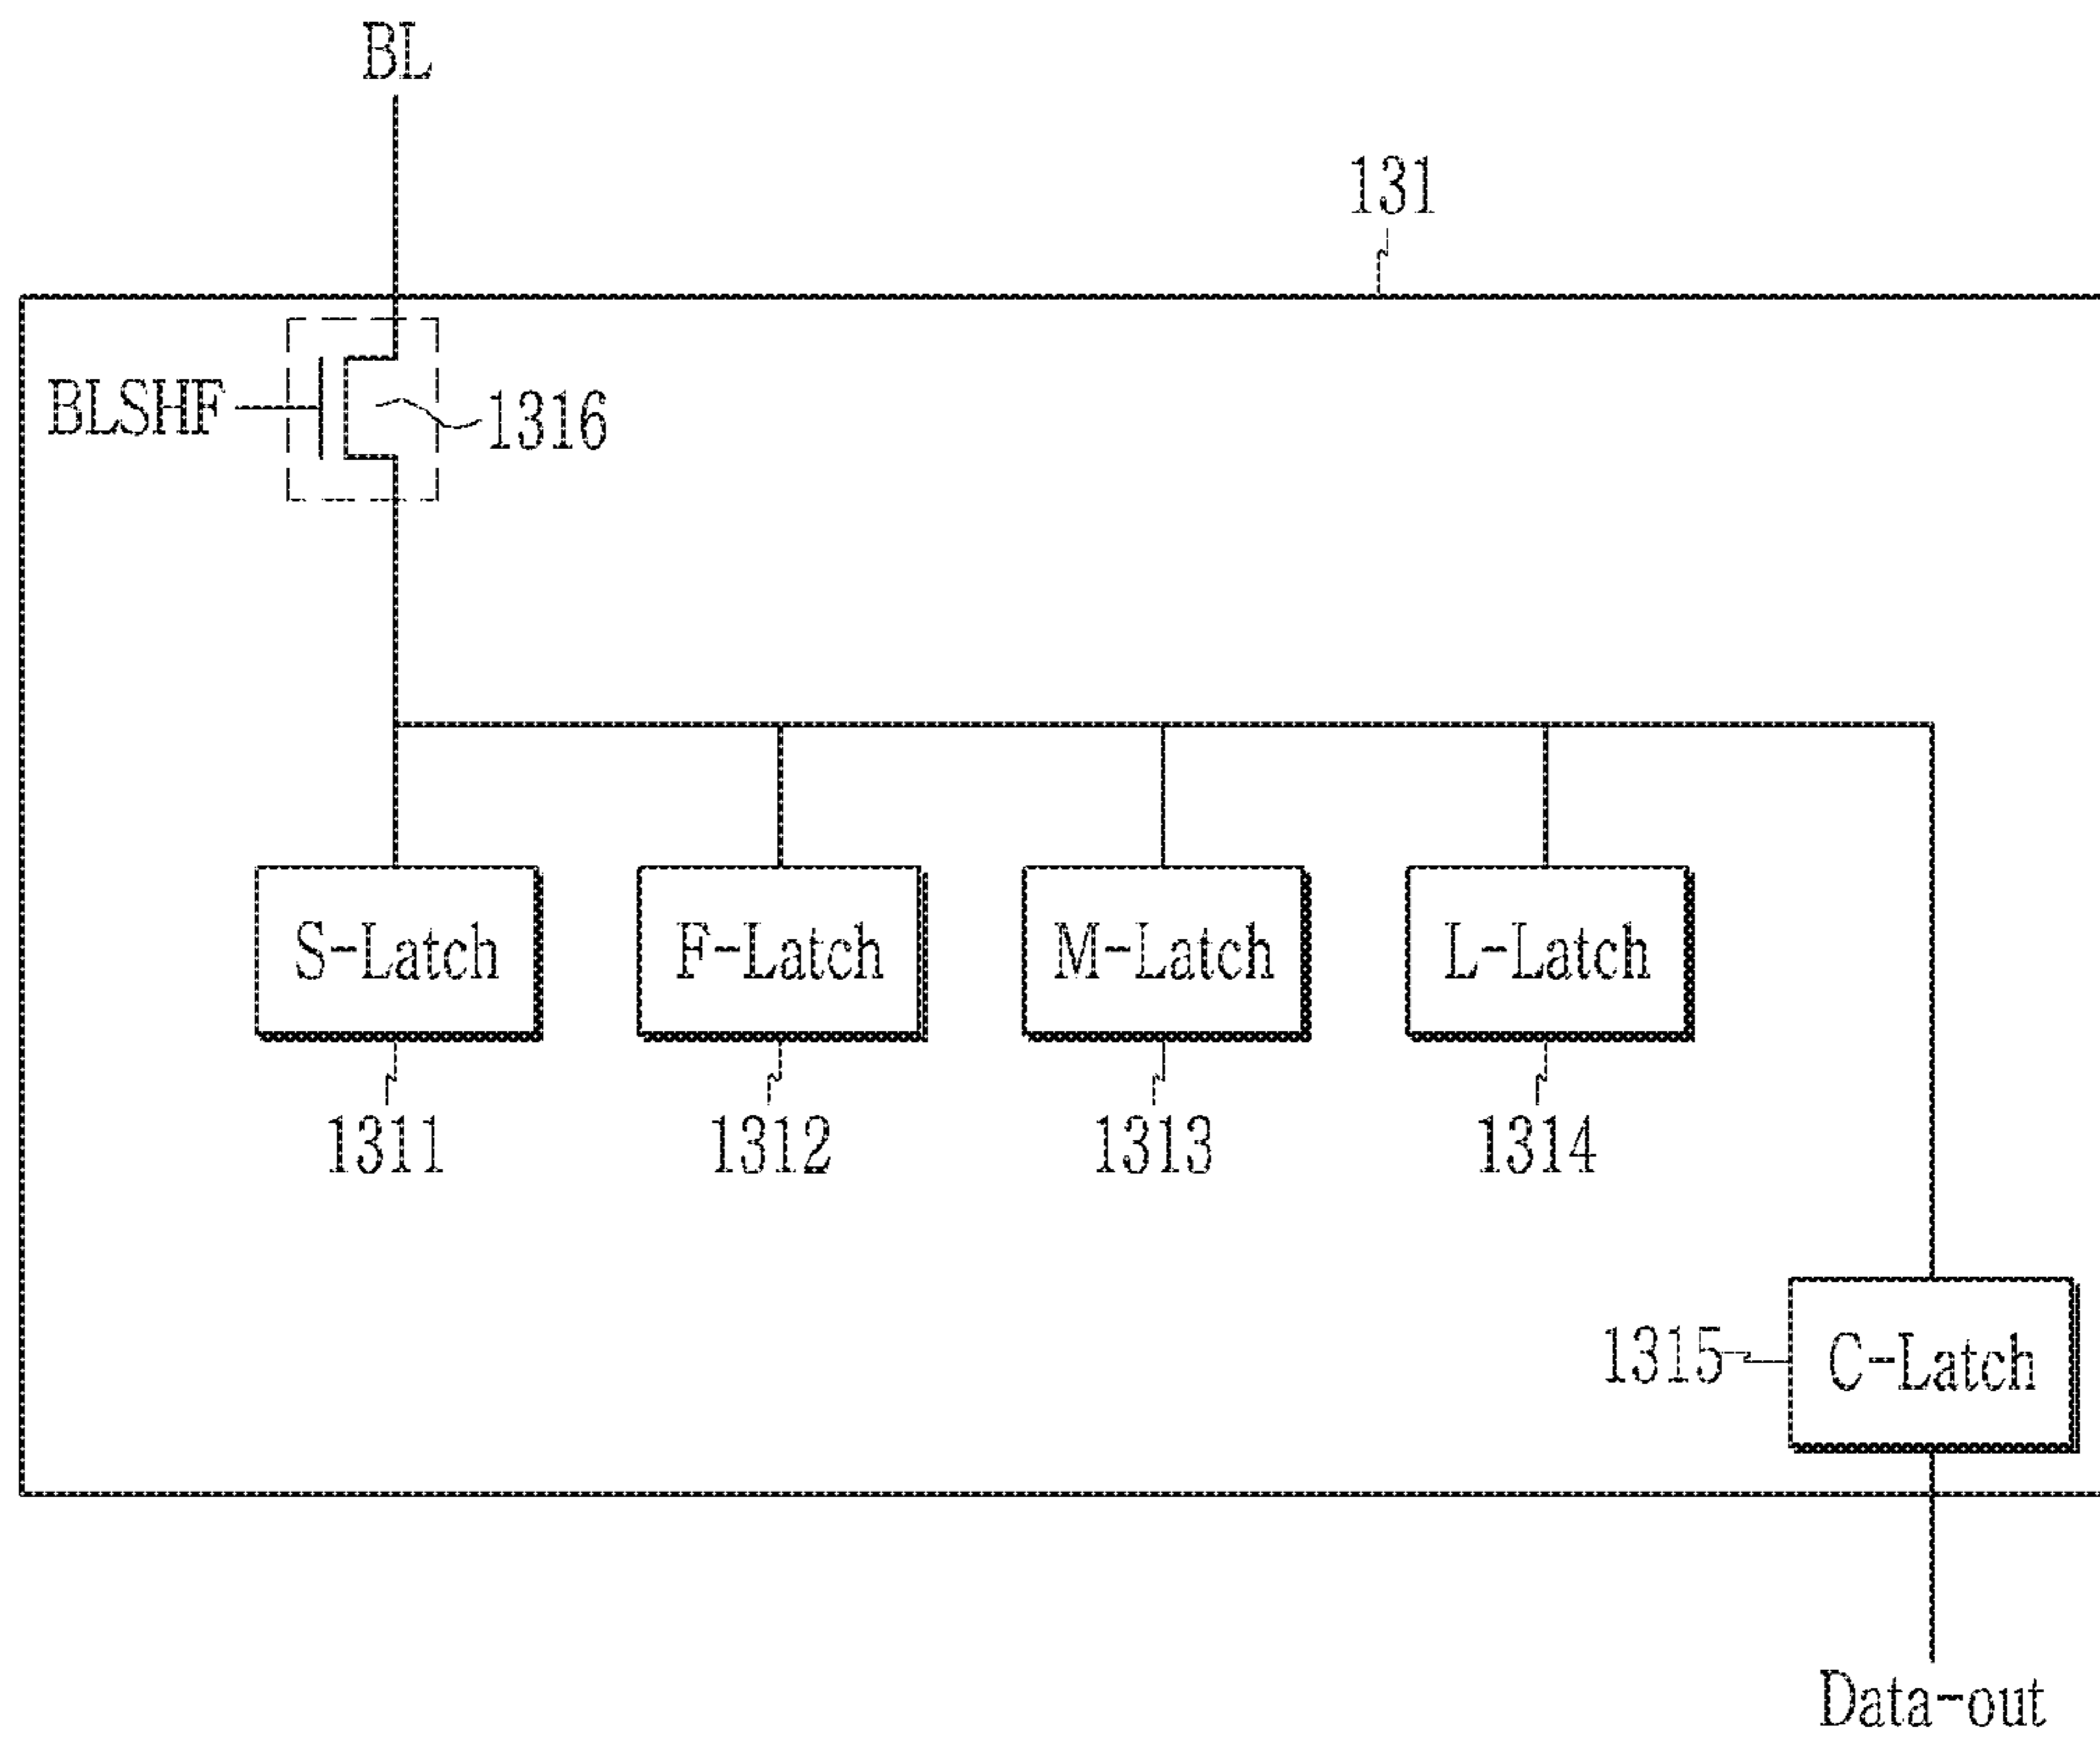 BL
131
BLSHF
1316
S-Latch
F-Latch
M-Latch
L-Latch
1311
1312
1313
1314
1315
C-Latch
Data-out